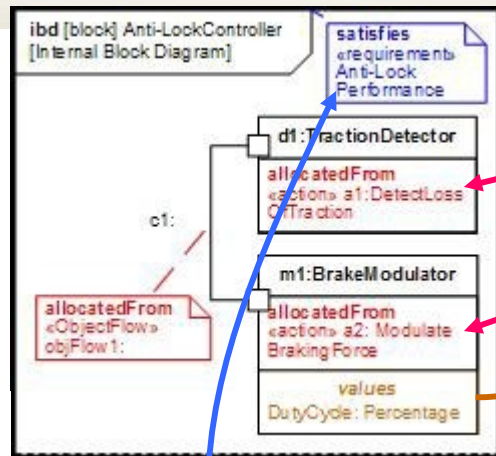 ibd [block] Anti-LockController
[Internal Block Diagram]
satisfies
«requirement»
Anti-Lock
Performance
d1:TractionDetector
allocatedFrom
«action» a1:DetectLoss
OfTraction
c1:
m1:BrakeModulator
allocatedFrom
«action» a2: Modulate
BrakingForce
allocatedFrom
«ObjectFlow»
objFlow1:
values
DutyCycle: Percentage